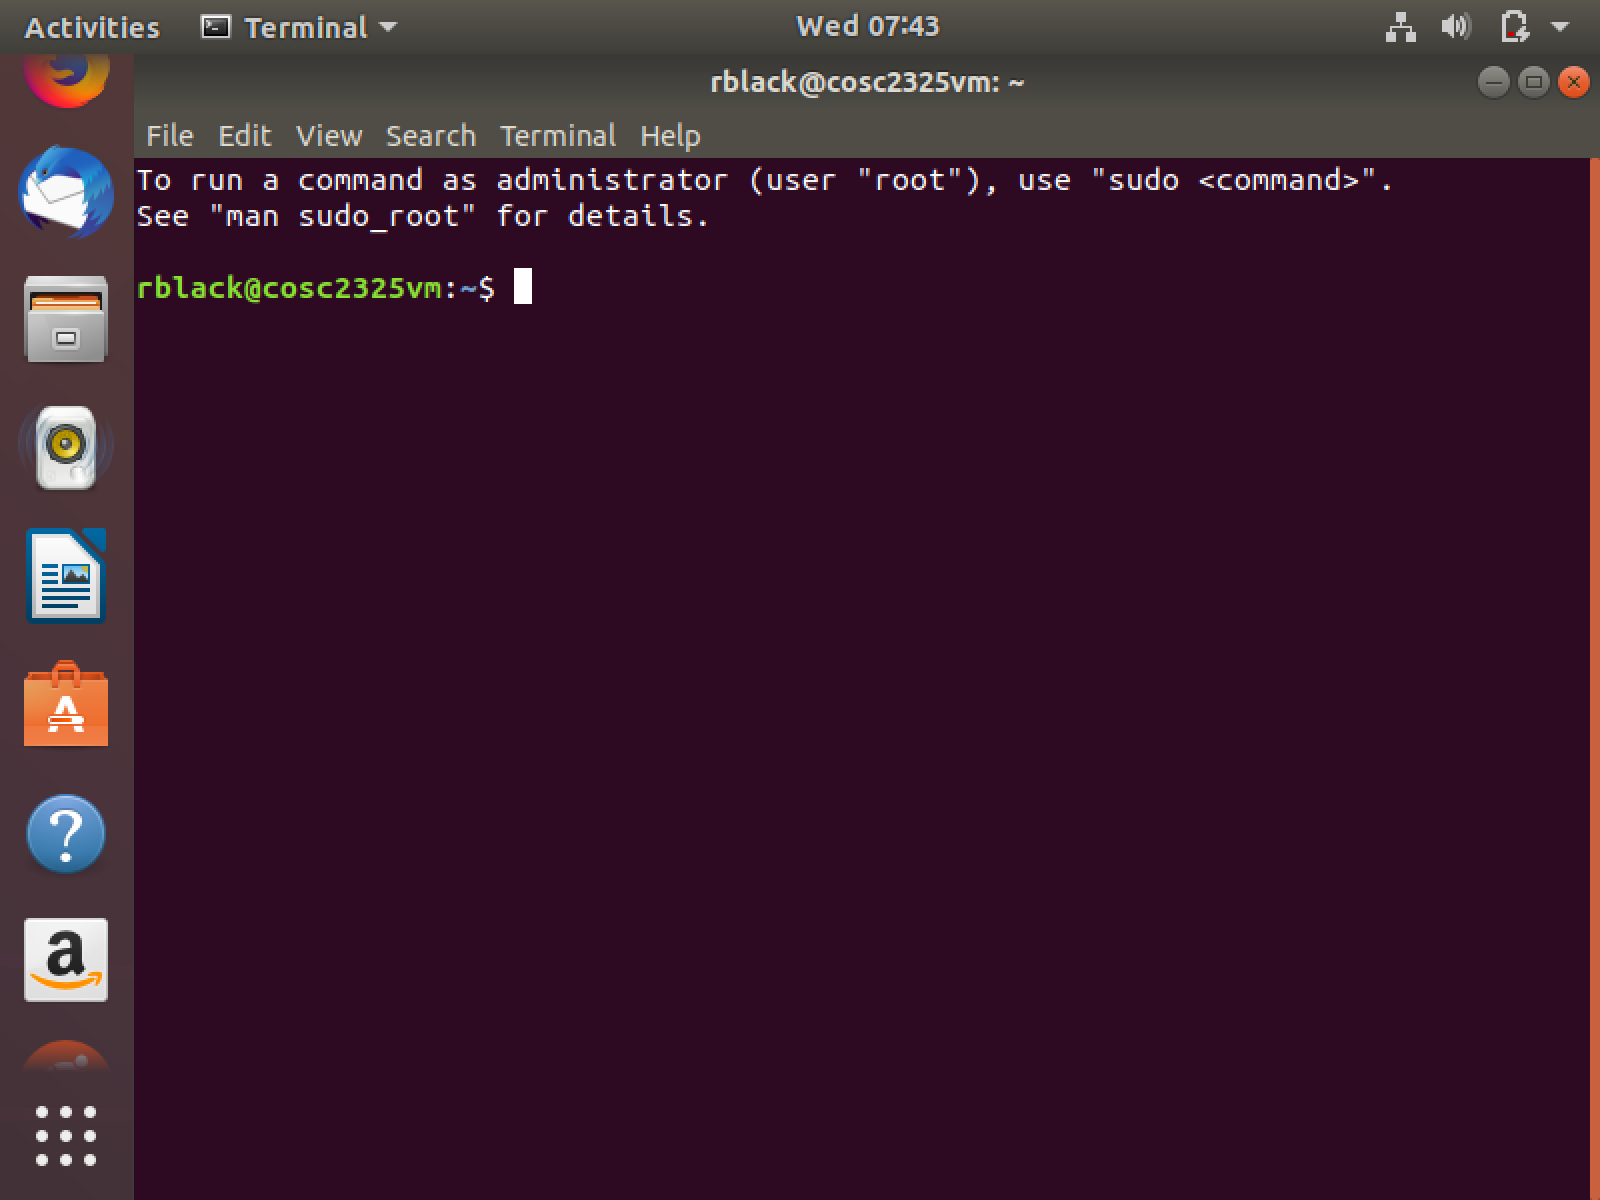 Activities Terminal Wed 07:43
rblack@cosc2325vm: ~
File Edit View Search Terminal Help
To run a command as administrator (user "root"), use "sudo <command>".
See "man sudo_root" for details.
rblack@cosc2325vm:~$
A
?
a